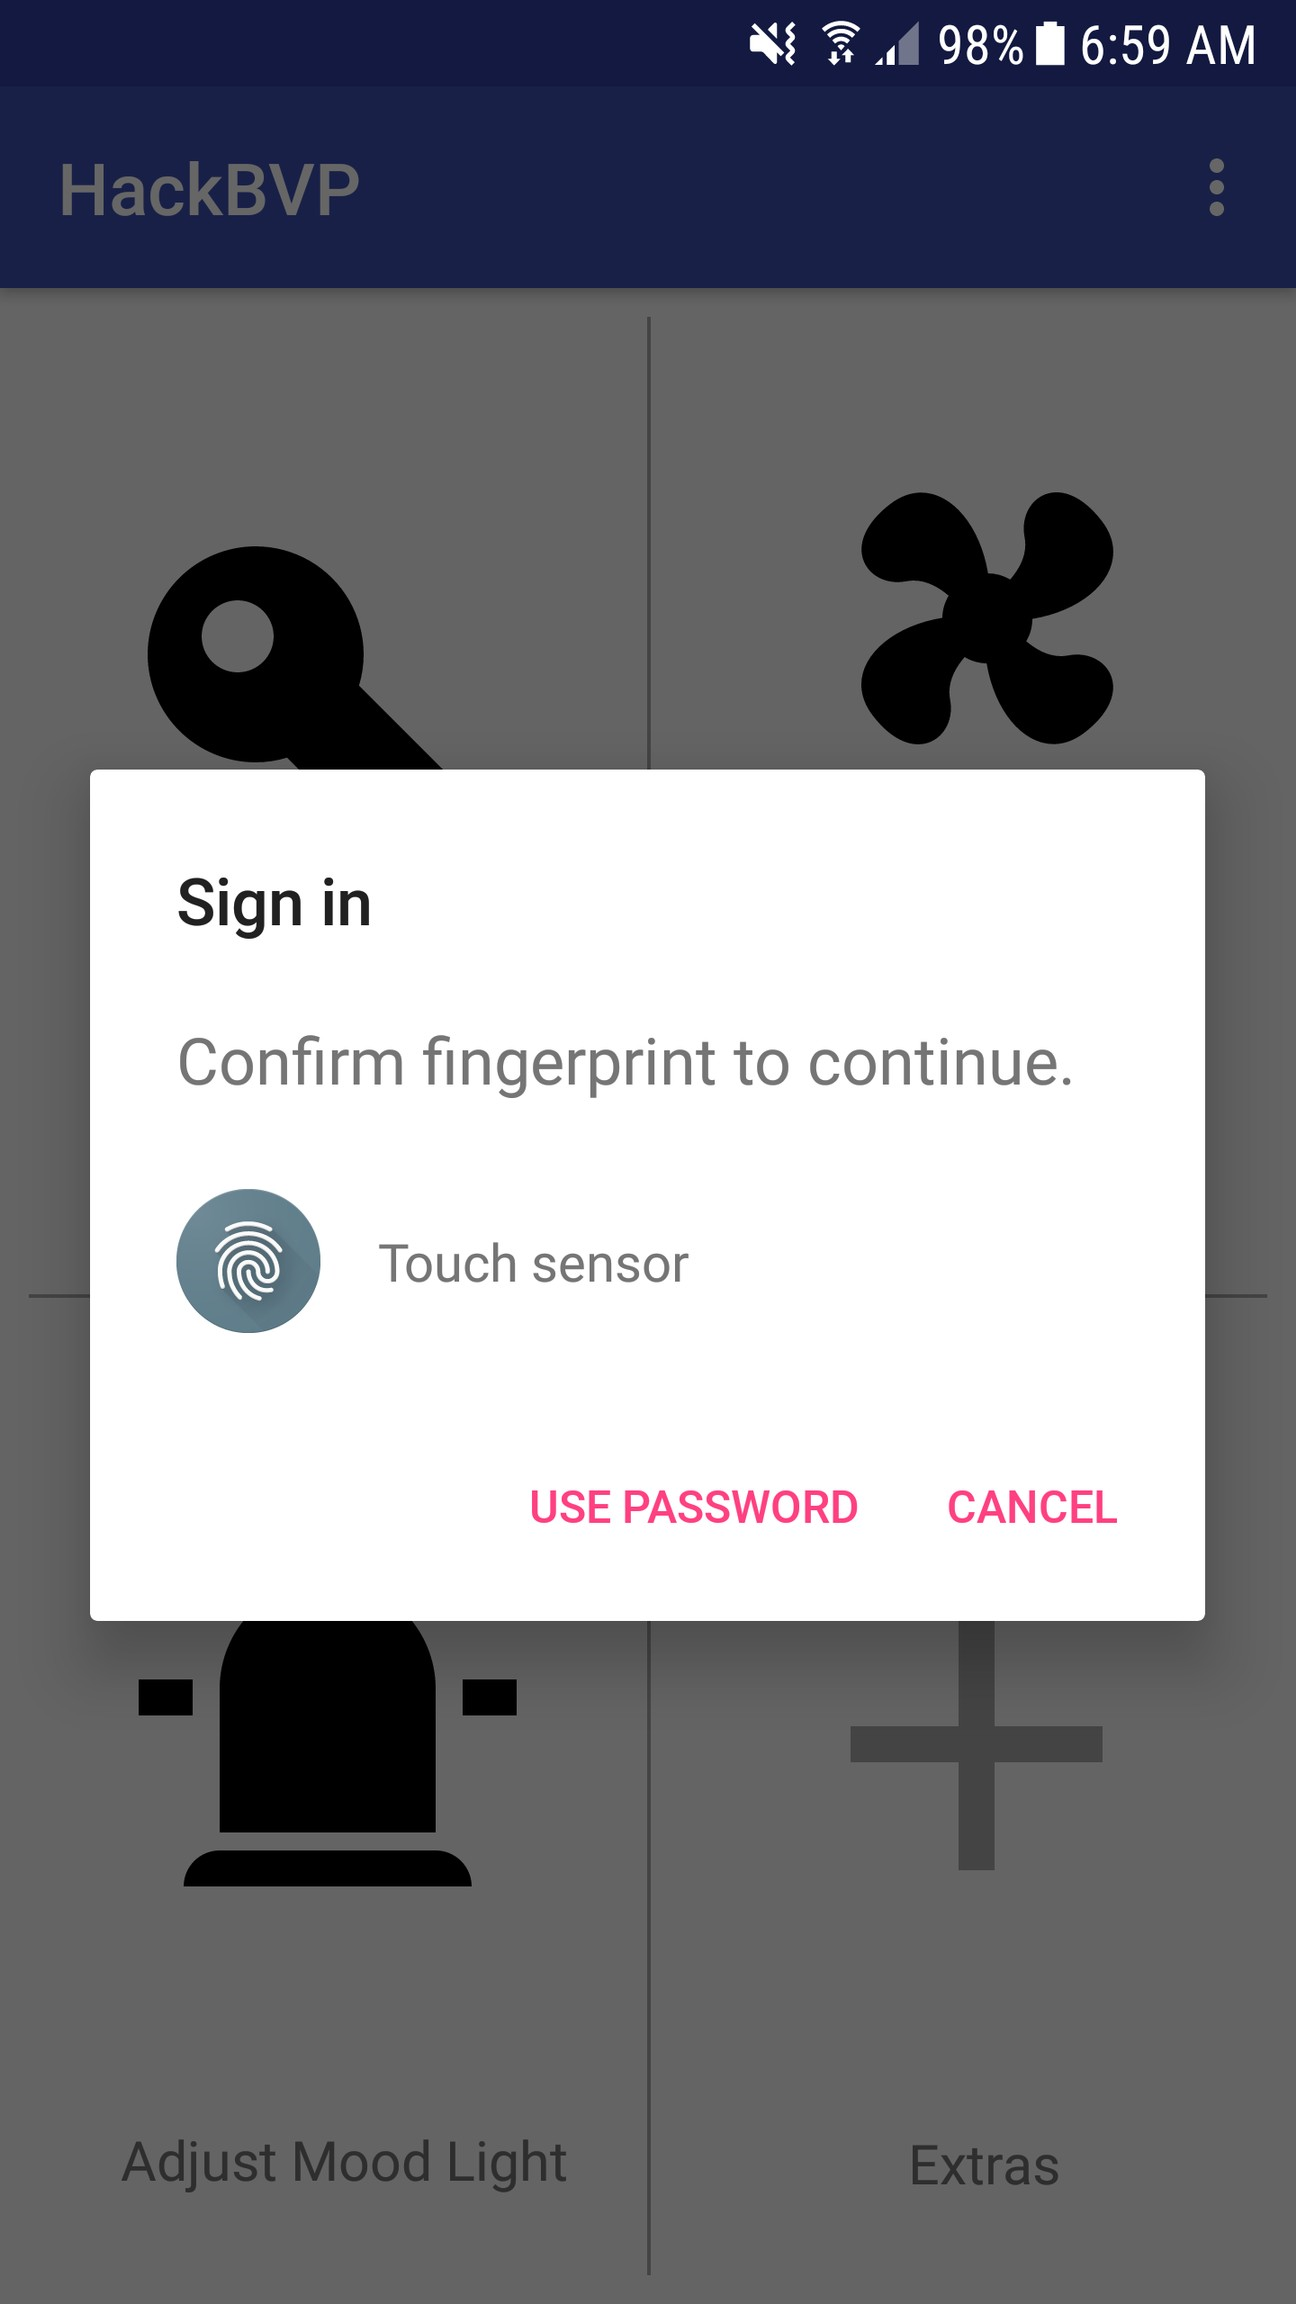 98% 6:59 AM
HackBVP
Sign in
Confirm fingerprint to continue.
Touch sensor
USE PASSWORD CANCEL
Adjust Mood Light
Extras